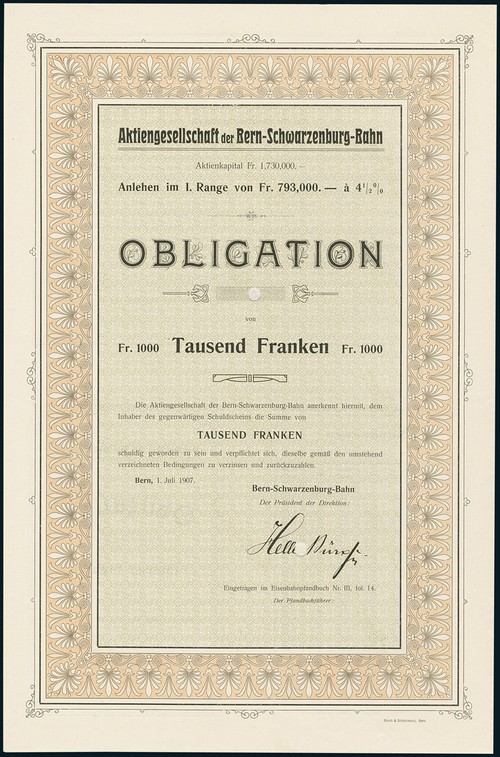 Aktiengesellschaft der Bern-Schwarzenburg-Bahn
Aktienkapital Fr. 1,730,000.—
Anlehen im I. Range von Fr. 793,000. — à 4 1/2 0/0
OBLIGATION
von
Fr. 1000 Tausend Franken Fr. 1000
Die Aktiengesellschaft der Bern-Schwarzenburg-Bahn anerkennt hiermit, dem
Inhaber des gegenwärtigen Schuldscheins die Summe von
TAUSEND FRANKEN
schuldig geworden zu sein und verpflichtet sich, dieselbe gemäß den umstehend
verzeichneten Bedingungen zu verzinsen und zurückzuzahlen.
Bern, 1. Juli 1907.
Bern-Schwarzenburg-Bahn
Der Präsident der Direktion:
Eingetragen im Eisenbahnpfandbuch Nr. III, fol. 14.
Der Pfandbuchführer: